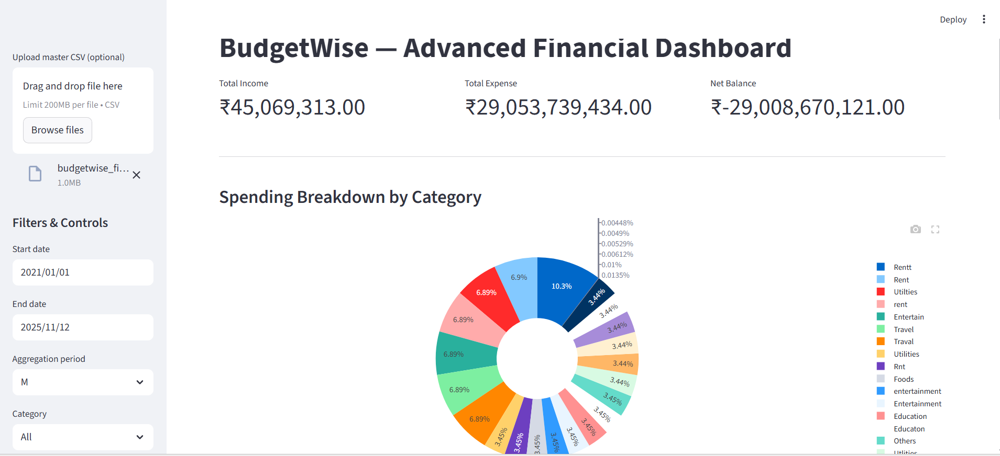 Deploy
Upload master CSV (optional)
Drag and drop file here
Limit 200MB per file • CSV
Browse files
budgetwise_fi...
1.0MB
Filters & Controls
Start date
2021/01/01
End date
2025/11/12
Aggregation period
M
Category
All
BudgetWise — Advanced Financial Dashboard
Total Income
₹45,069,313.00
Total Expense
₹29,053,739,434.00
Net Balance
₹-29,008,670,121.00
Spending Breakdown by Category
0.00448%
0.0049%
0.00529%
0.00612%
0.01%
0.0135%
10.3%
3.44%
3.44%
3.44%
3.44%
3.44%
3.44%
3.45%
3.45%
3.45%
3.45%
3.45%
3.45%
3.45%
3.45%
6.89%
6.89%
6.89%
6.89%
6.89%
6.9%
Rentt
Rent
Utilties
rent
Entertain
Travel
Traval
Utilities
Rnt
Foods
entertainment
Entertainment
Education
Educaton
Others
Utlities